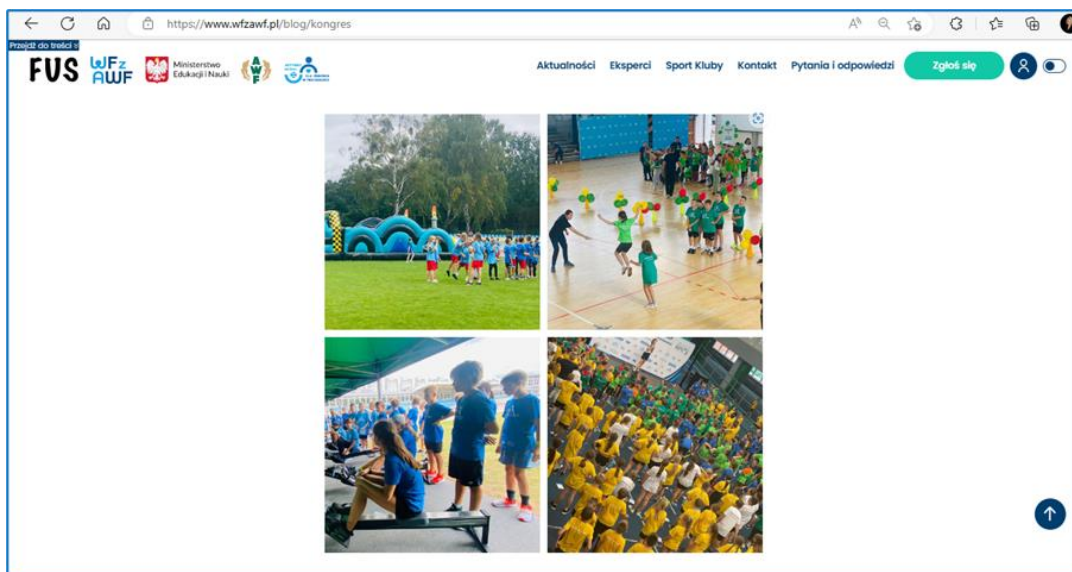 https://www.wfzawf.pl/blog/kongres
Przejdź do treści
FUS
WFz
AWF
Ministerstwo
Edukacji i Nauki
AWF
Aktualności Eksperci Sport Kluby Kontakt Pytania i odpowiedzi Zgłoś się